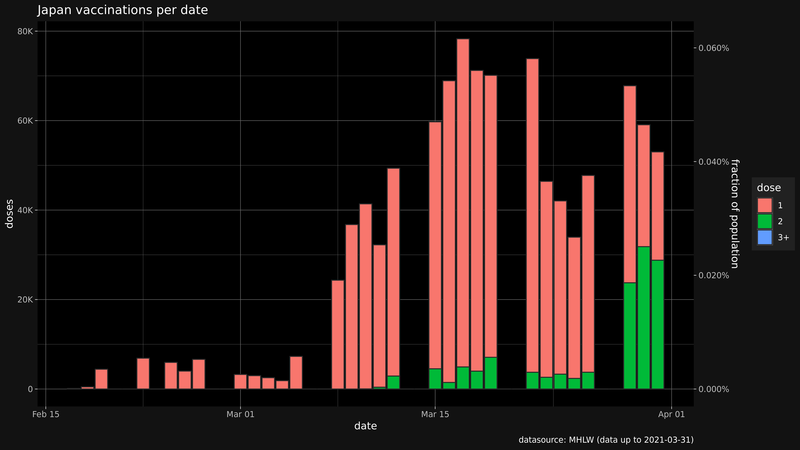 Japan vaccinations per date
80K
60K
40K
20K
0
doses
0.060%
0.040%
0.020%
0.000%
fraction of population
Feb 15
Mar 01
Mar 15
Apr 01
date
dose
1
2
3+
datasource: MHLW (data up to 2021-03-31)